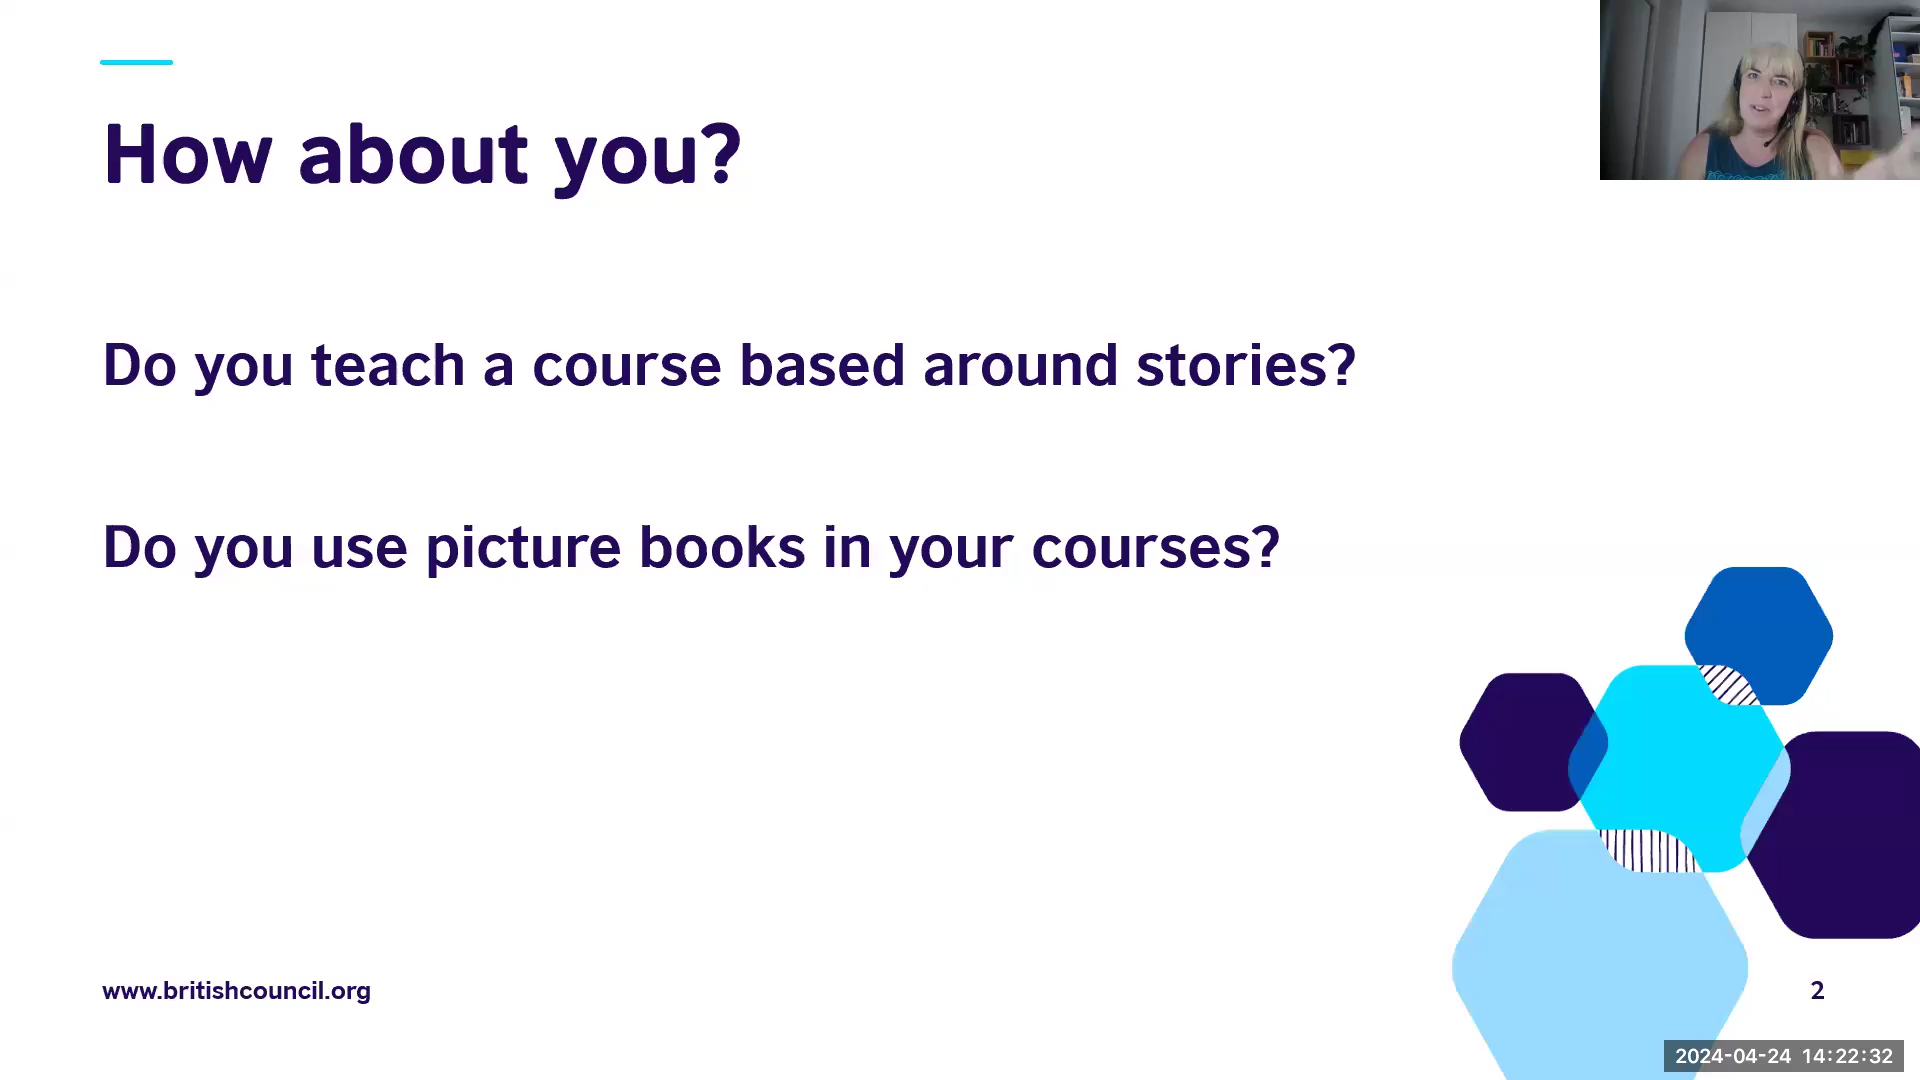 How about you?
Do you teach a course based around stories?
Do you use picture books in your courses?
www.britishcouncil.org
2
2024-04-24 14:22:32